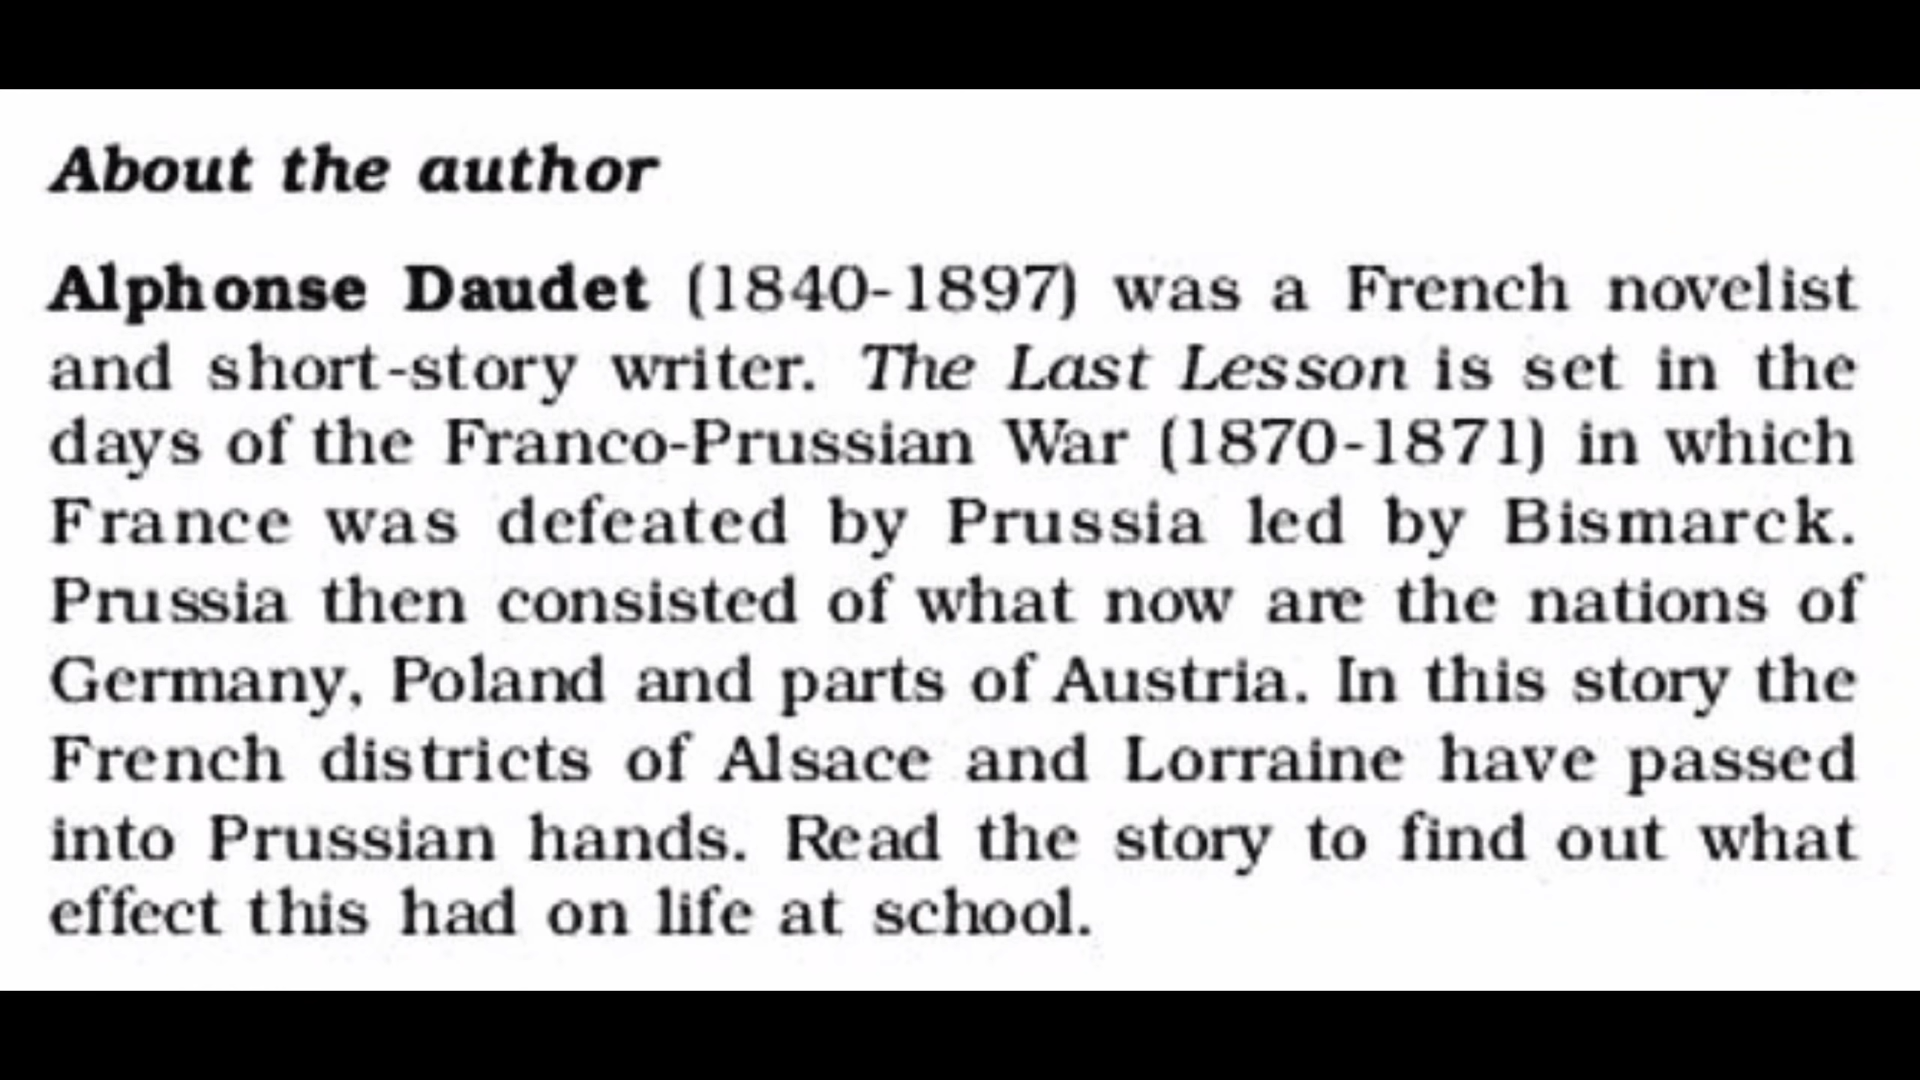 About the author
Alphonse Daudet (1840-1897) was a French novelist
and short-story writer. The Last Lesson is set in the
days of the Franco-Prussian War (1870-1871) in which
France was defeated by Prussia led by Bismarck.
Prussia then consisted of what now are the nations of
Germany, Poland and parts of Austria. In this story the
French districts of Alsace and Lorraine have passed
into Prussian hands. Read the story to find out what
effect this had on life at school.